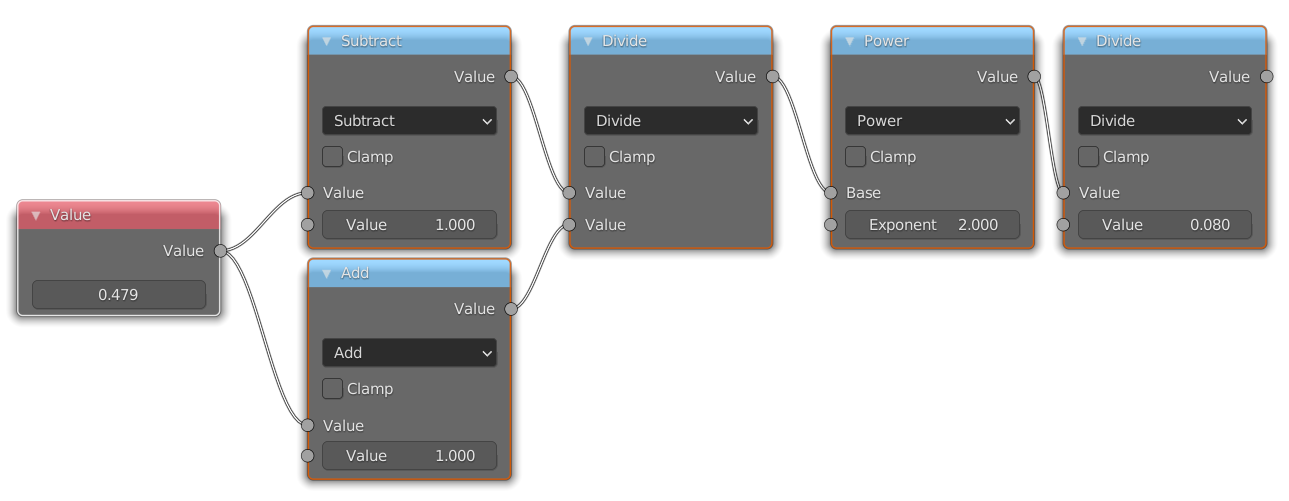 Value
Value
0.479
Subtract
Value
Subtract
Clamp
Value
Value 1.000
Add
Value
Add
Clamp
Value
Value 1.000
Divide
Value
Divide
Clamp
Value
Value
Power
Value
Power
Clamp
Base
Exponent 2.000
Divide
Value
Divide
Clamp
Value
Value 0.080